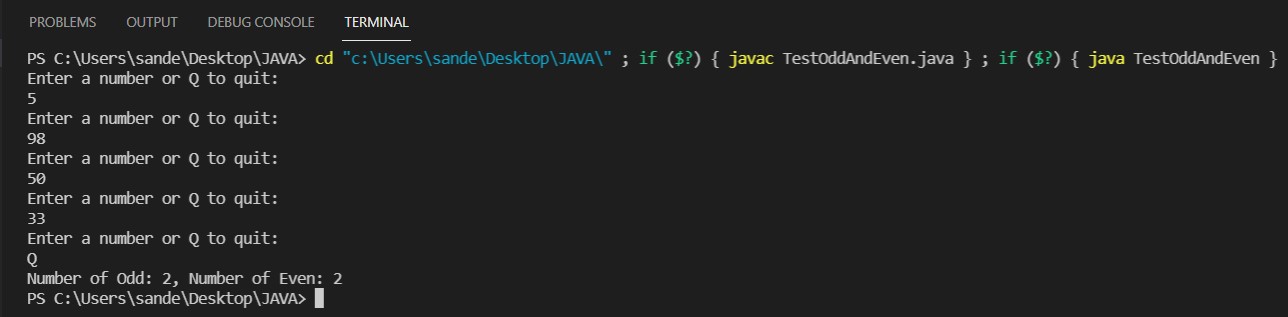 PROBLEMS OUTPUT DEBUG CONSOLE TERMINAL
PS C:\Users\sande\Desktop\JAVA> cd "c:\Users\sande\Desktop\JAVA\" ; if ($?) { javac TestOddAndEven.java } ; if ($?) { java TestOddAndEven }
Enter a number or Q to quit:
5
Enter a number or Q to quit:
98
Enter a number or Q to quit:
50
Enter a number or Q to quit:
33
Enter a number or Q to quit:
Q
Number of Odd: 2, Number of Even: 2
PS C:\Users\sande\Desktop\JAVA>